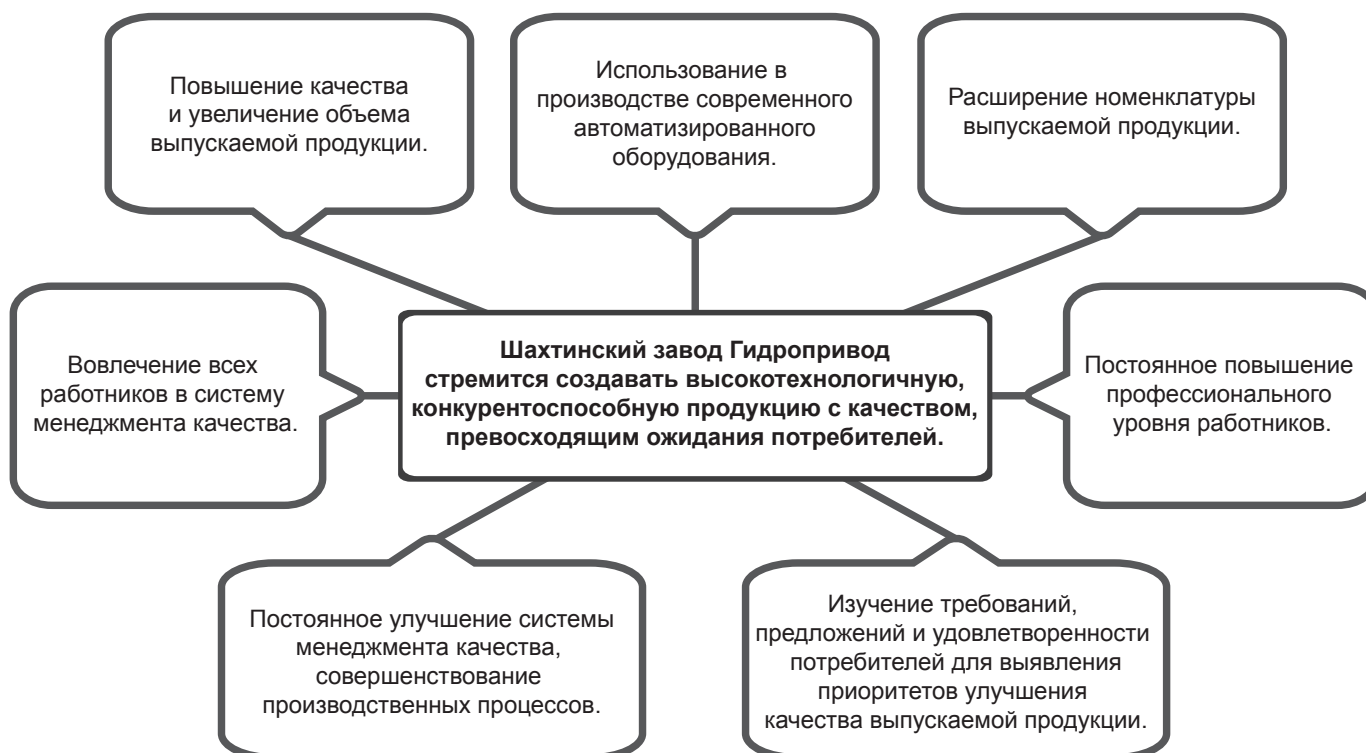 Повышение качества
и увеличение объема
выпускаемой продукции.
Использование в
производстве современного
автоматизированного
оборудования.
Расширение номенклатуры
выпускаемой продукции.
Вовлечение всех
работников в систему
менеджмента качества.
Шахтинский завод Гидропривод
стремится создавать высокотехнологичную,
конкурентоспособную продукцию с качеством,
превосходящим ожидания потребителей.
Постоянное повышение
профессионального
уровня работников.
Постоянное улучшение системы
менеджмента качества,
совершенствование
производственных процессов.
Изучение требований,
предложений и удовлетворенности
потребителей для выявления
приоритетов улучшения
качества выпускаемой продукции.